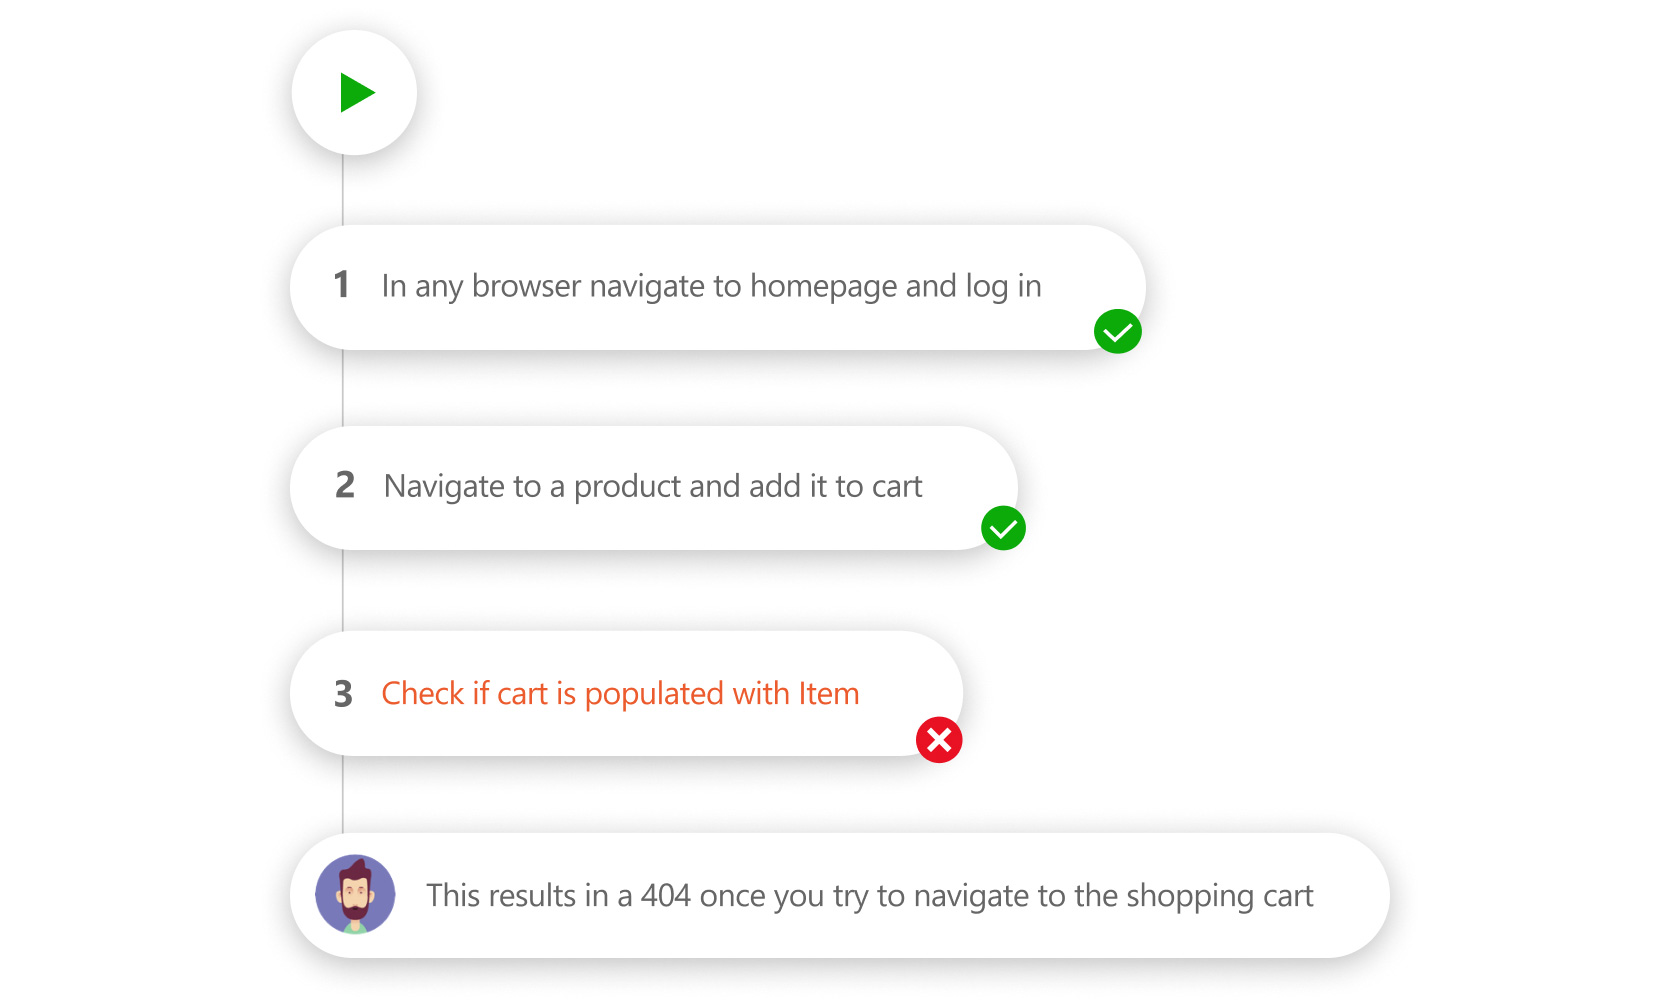 1 In any browser navigate to homepage and log in
2 Navigate to a product and add it to cart
3 Check if cart is populated with Item
This results in a 404 once you try to navigate to the shopping cart